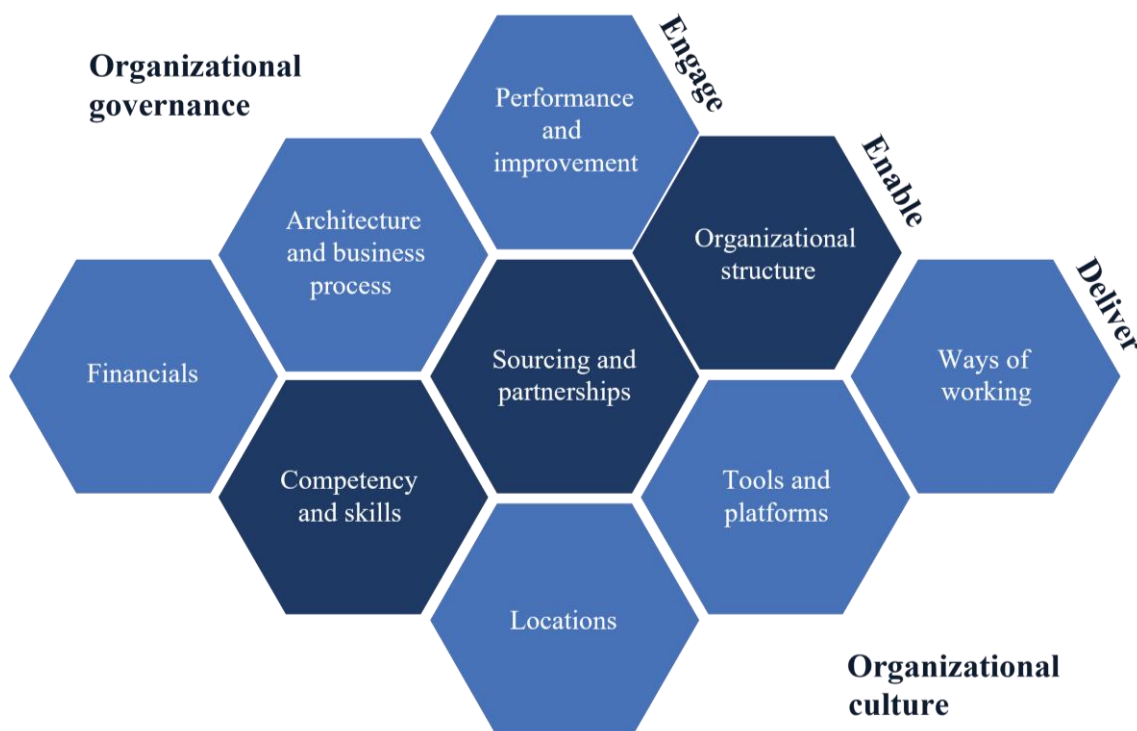 Organizational
governance
Engage
Performance
and
improvement
Enable
Architecture
and business
process
Organizational
structure
Deliver
Financials
Sourcing and
partnerships
Ways of
working
Competency
and skills
Tools and
platforms
Locations
Organizational
culture